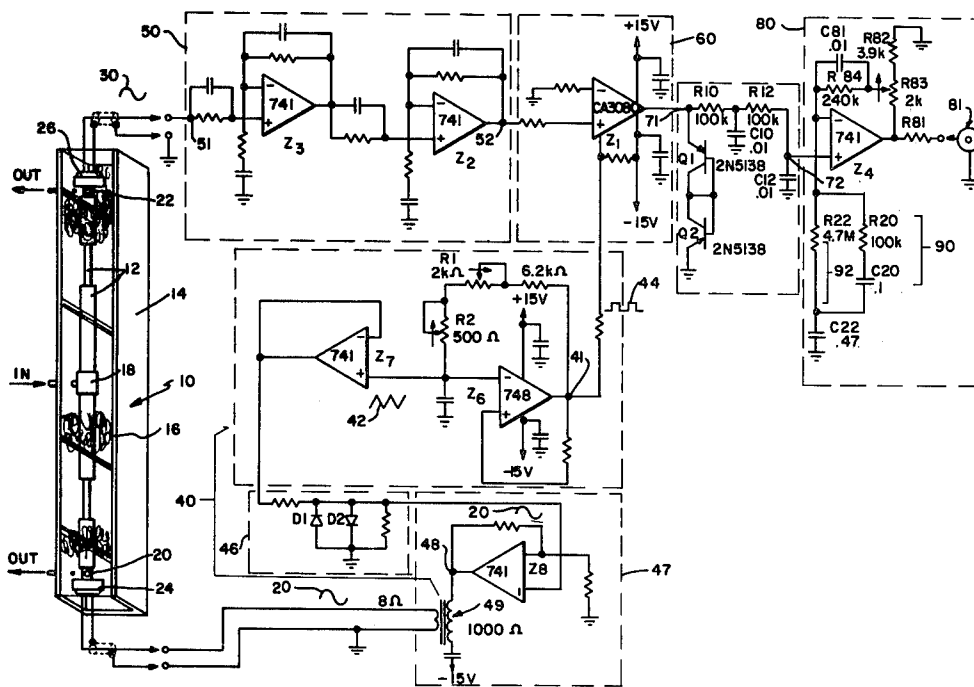 50
60
80
30
+15V
C81
.01
R82
3.9k
R84
240k
R83
2k
81
26
51
741
Z3
741
Z2
52
CA3080
Z1
71
R10
100k
R12
100k
C10
.01
741
Z4
R81
OUT
22
Q1
2N5138
C12
.01
72
-15V
Q2
2N5138
R22
4.7M
R20
100k
90
92
C20
.1
12
14
R1
2kΩ
6.2kΩ
+15V
44
R2
500 Ω
741
Z7
41
C22
.47
IN
18
10
42
Z6
748
16
-15V
40
20
D1
D2
46
48
741
Z8
47
OUT
20
24
20
8Ω
49
1000 Ω
-15V